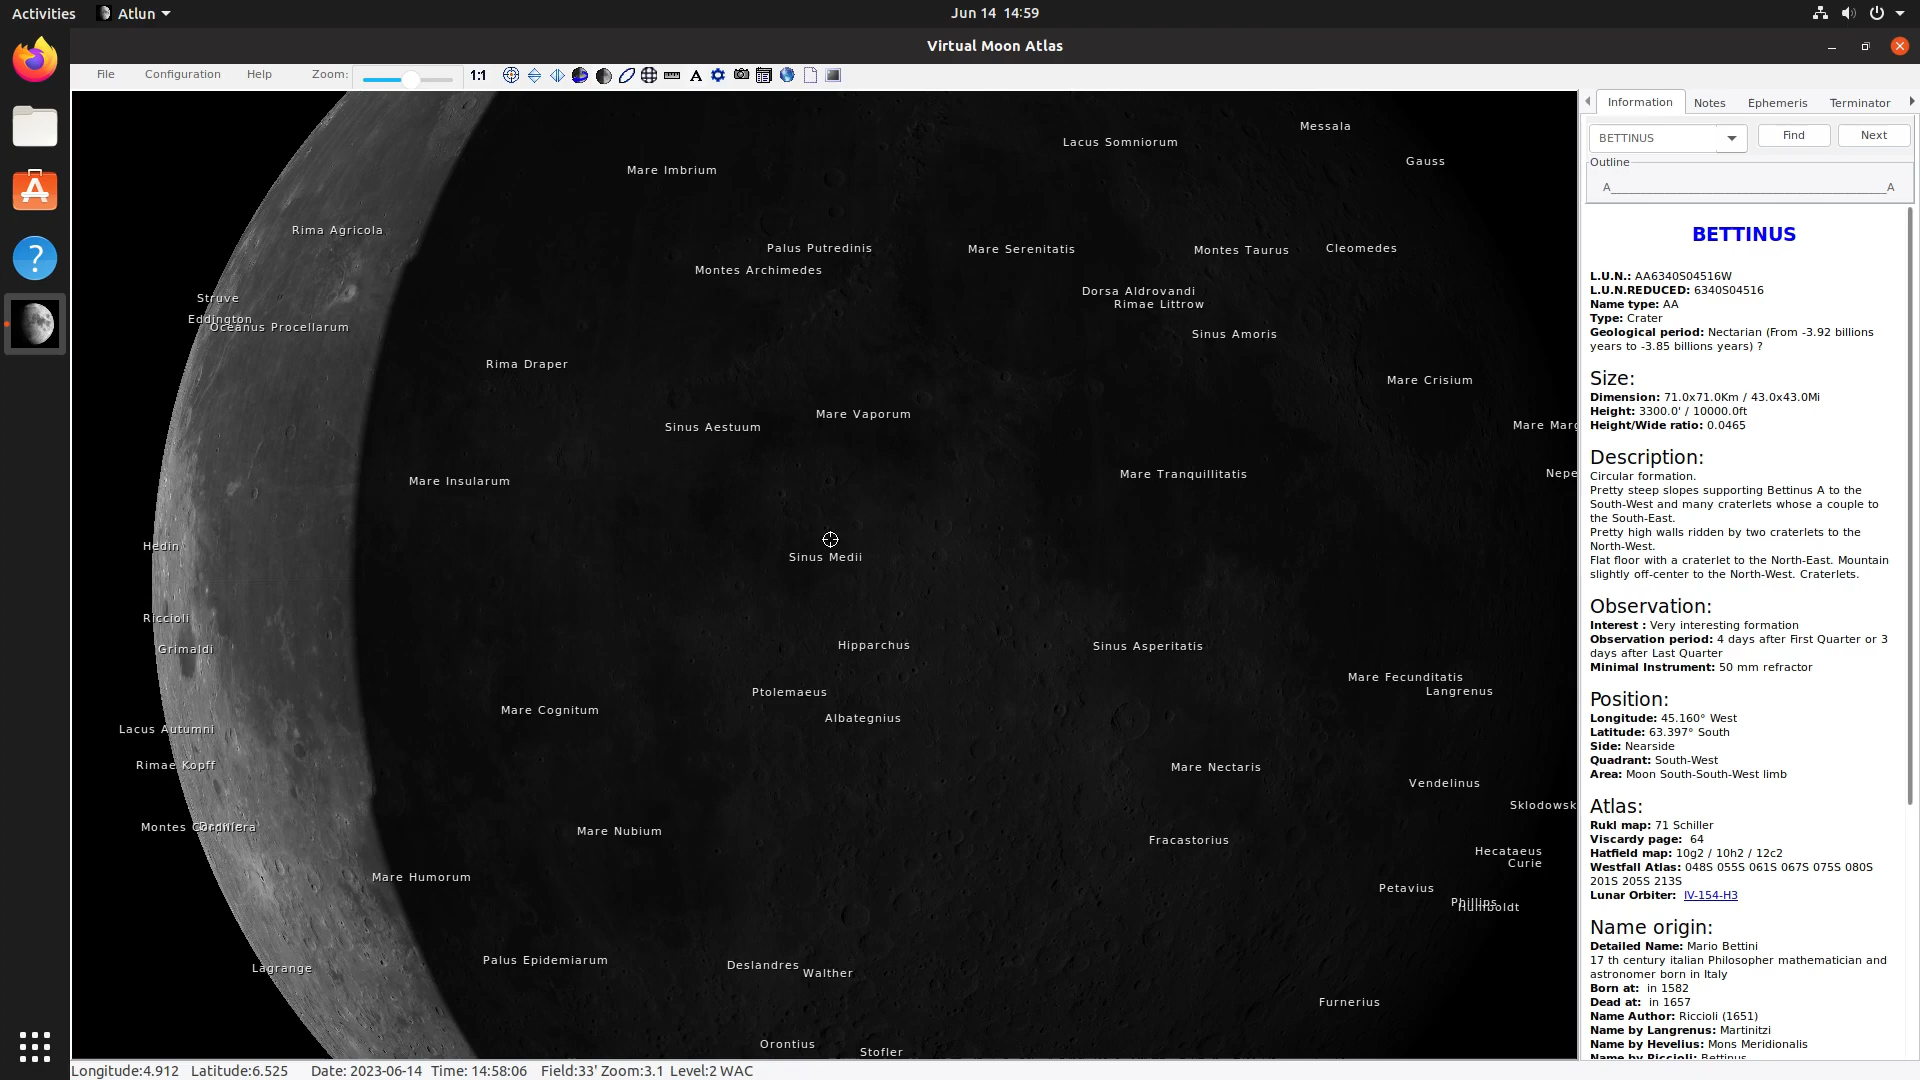 Activities
Atlun
Jun 14 14:59
Virtual Moon Atlas
File Configuration Help Zoom: 1:1 A
Messala
Lacus Somniorum
Gauss
Mare Imbrium
Rima Agricola
Palus Putredinis
Mare Serenitatis
Montes Taurus
Cleomedes
Montes Archimedes
Dorsa Aldrovandi
Struve
Rimae Littrow
Eddington
Oceanus Procellarum
Sinus Amoris
Rima Draper
Mare Crisium
Mare Vaporum
Sinus Aestuum
Mare Marg
Mare Tranquillitatis
Nepe
Mare Insularum
Hedin
Sinus Medii
Riccioli
Hipparchus
Sinus Asperitatis
Grimaldi
Mare Fecunditatis
Langrenus
Ptolemaeus
Mare Cognitum
Albategnius
Lacus Autumni
Rimae Kopff
Mare Nectaris
Vendelinus
Sklodowsk
Montes Cordillera
Mare Nubium
Fracastorius
Hecataeus
Curie
Mare Humorum
Petavius
Phillips
Humboldt
Palus Epidemiarum
Lagrange
Deslandres
Walther
Furnerius
Orontius
Stofler
Information Notes Ephemeris Terminator
BETTINUS Find Next
Outline
A A
BETTINUS
L.U.N.: AA6340S04516W
L.U.N.REDUCED: 6340S04516
Name type: AA
Type: Crater
Geological period: Nectarian (From -3.92 billions
years to -3.85 billions years) ?
Size:
Dimension: 71.0x71.0Km / 43.0x43.0Mi
Height: 3300.0' / 10000.0ft
Height/Wide ratio: 0.0465
Description:
Circular formation.
Pretty steep slopes supporting Bettinus A to the
South-West and many craterlets whose a couple to
the South-East.
Pretty high walls ridden by two craterlets to the
North-West.
Flat floor with a craterlet to the North-East. Mountain
slightly off-center to the North-West. Craterlets.
Observation:
Interest : Very interesting formation
Observation period: 4 days after First Quarter or 3
days after Last Quarter
Minimal Instrument: 50 mm refractor
Position:
Longitude: 45.160° West
Latitude: 63.397° South
Side: Nearside
Quadrant: South-West
Area: Moon South-South-West limb
Atlas:
Rukl map: 71 Schiller
Viscardy page: 64
Hatfield map: 10g2 / 10h2 / 12c2
Westfall Atlas: 048S 055S 061S 067S 075S 080S
201S 205S 213S
Lunar Orbiter: IV-154-H3
Name origin:
Detailed Name: Mario Bettini
17 th century italian Philosopher mathematician and
astronomer born in Italy
Born at: in 1582
Dead at: in 1657
Name Author: Riccioli (1651)
Name by Langrenus: Martinitzi
Name by Hevelius: Mons Meridionalis
Name by Riccioli: Bettinus
Longitude:4.912 Latitude:6.525 Date: 2023-06-14 Time: 14:58:06 Field:33' Zoom:3.1 Level:2 WAC